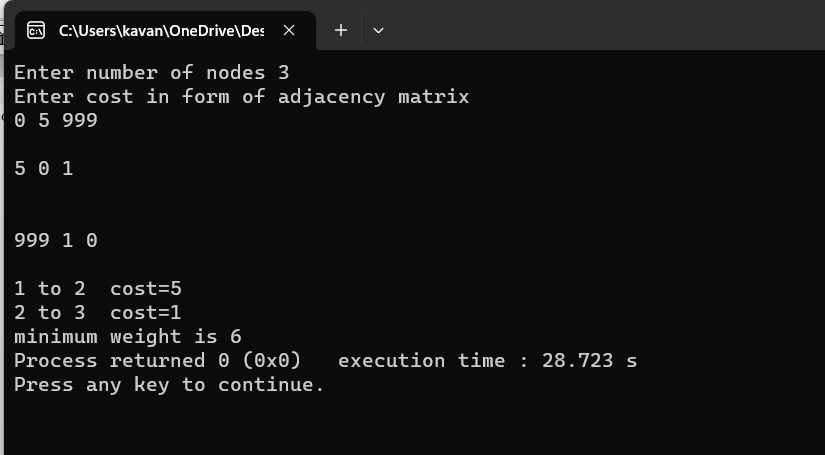 C:\Users\kavan\OneDrive\Des
Enter number of nodes 3
Enter cost in form of adjacency matrix
0 5 999
5 0 1
999 1 0
1 to 2  cost=5
2 to 3  cost=1
minimum weight is 6
Process returned 0 (0x0)   execution time : 28.723 s
Press any key to continue.